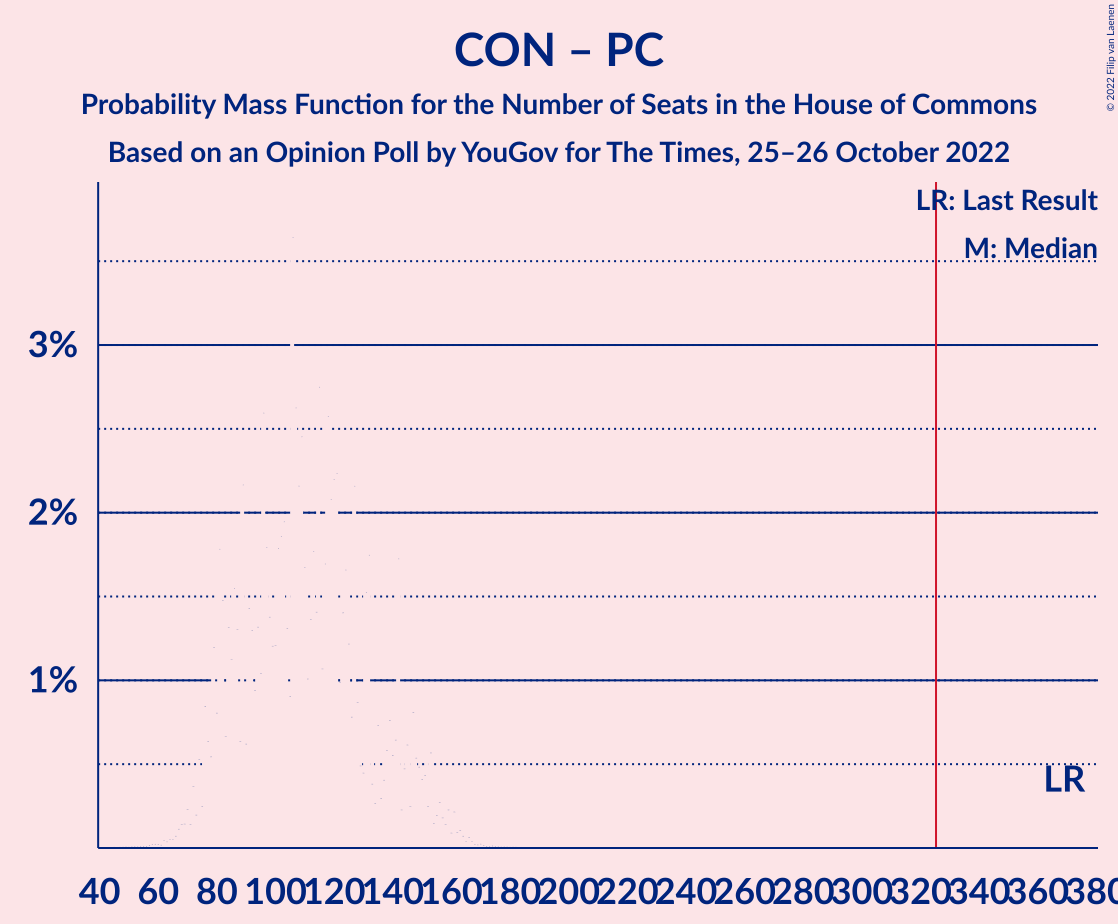 CON – PC
Probability Mass Function for the Number of Seats in the House of Commons
Based on an Opinion Poll by YouGov for The Times, 25–26 October 2022
© 2022 Filip van Laenen
LR: Last Result
M: Median
3%
2%
1%
LR
40 60 80 100 120 140 160 180 200 220 240 260 280 300 320 340 360 380